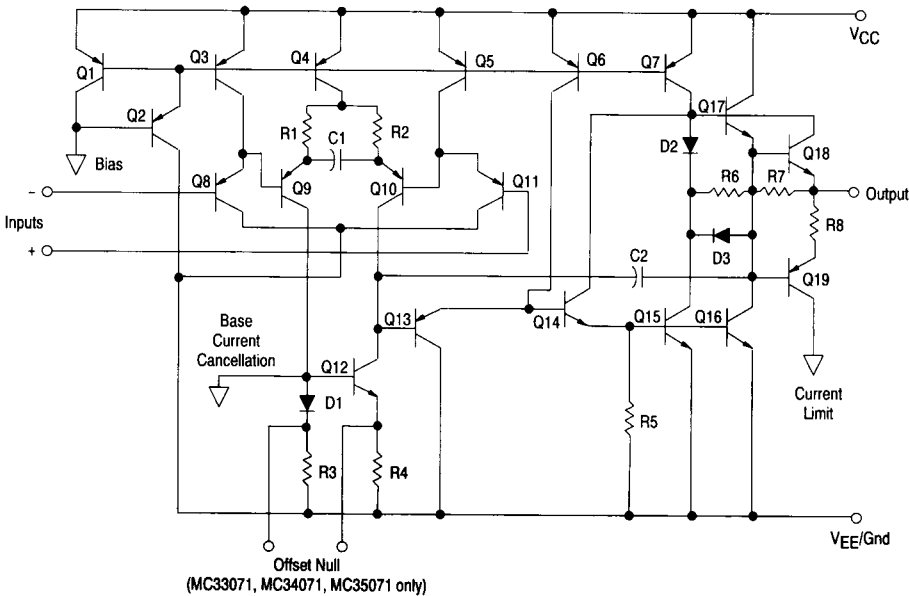 VCC
Q1
Q2
Q3
Q4
Q5
Q6
Q7
Q17
Q18
Bias
R1
C1
R2
D2
R6
R7
Output
Q8
Q9
Q10
Q11
−
Inputs
+
R8
D3
C2
Q19
Base
Current
Cancellation
Q13
Q14
Q15
Q16
Q12
D1
R3
R4
R5
Current
Limit
VEE/Gnd
Offset Null
(MC33071, MC34071, MC35071 only)